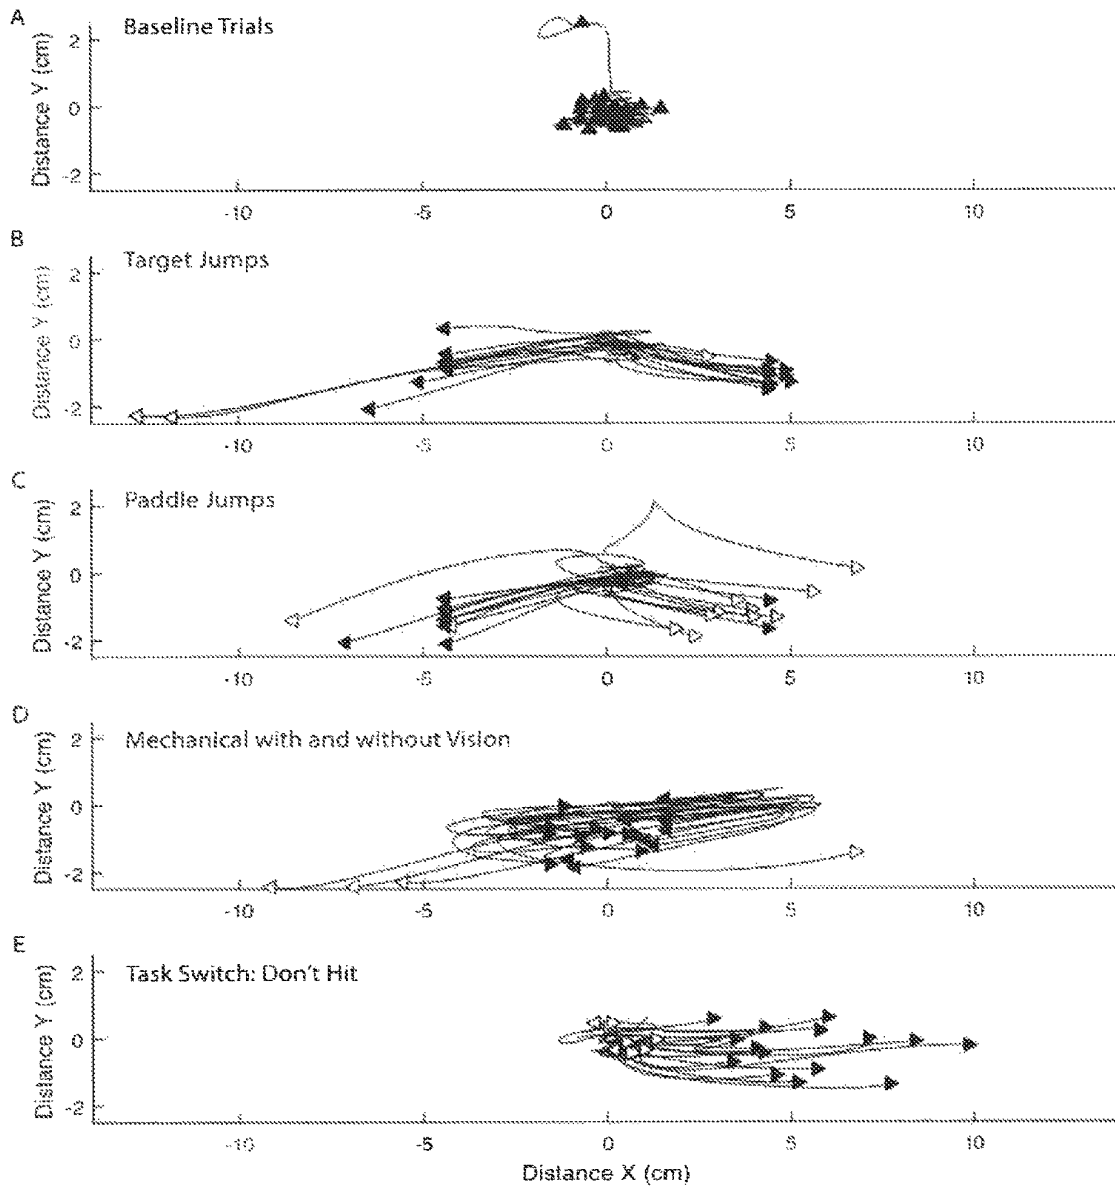 A
Baseline Trials
Distance Y (cm)
2
0
-2
-10
-5
0
5
10
B
Target Jumps
Distance Y (cm)
2
0
-2
-10
-5
0
5
10
C
Paddle Jumps
Distance Y (cm)
2
0
-2
-10
-5
0
5
10
D
Mechanical with and without Vision
Distance Y (cm)
2
0
-2
-10
-5
0
5
10
E
Task Switch: Don't Hit
Distance Y (cm)
2
0
-2
-10
-5
0
5
10
Distance X (cm)